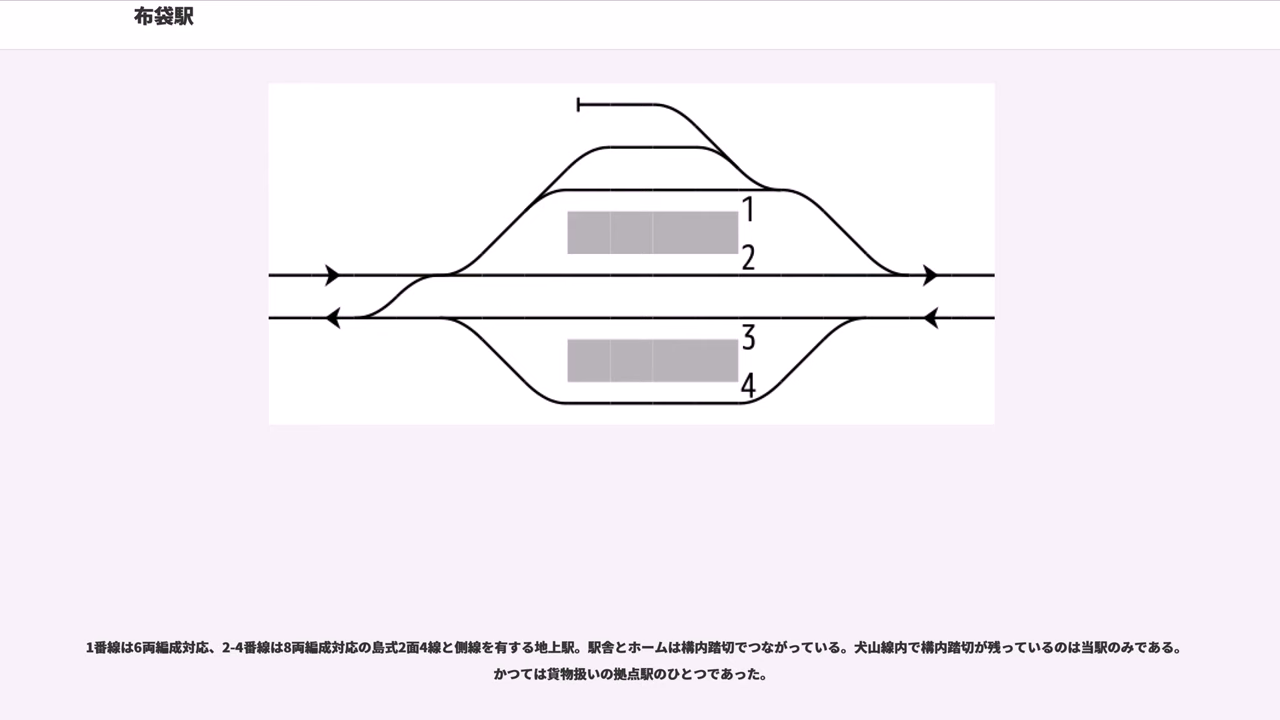 布袋駅
1
2
3
4
1番線は6両編成対応、2-4番線は8両編成対応の島式2面4線と側線を有する地上駅。駅舎とホームは構内踏切でつながっている。犬山線内で構内踏切が残っているのは当駅のみである。
かつては貨物扱いの拠点駅のひとつであった。